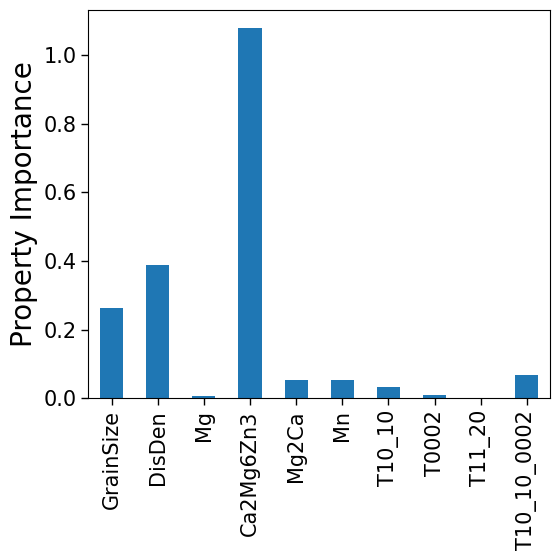 Property Importance
1.0
0.8
0.6
0.4
0.2
0.0
GrainSize
DisDen
Mg
Ca2Mg6Zn3
Mg2Ca
Mn
T10_10
T0002
T11_20
T10_10_0002